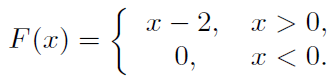 F(x) = { x − 2, x > 0,
0, x < 0.